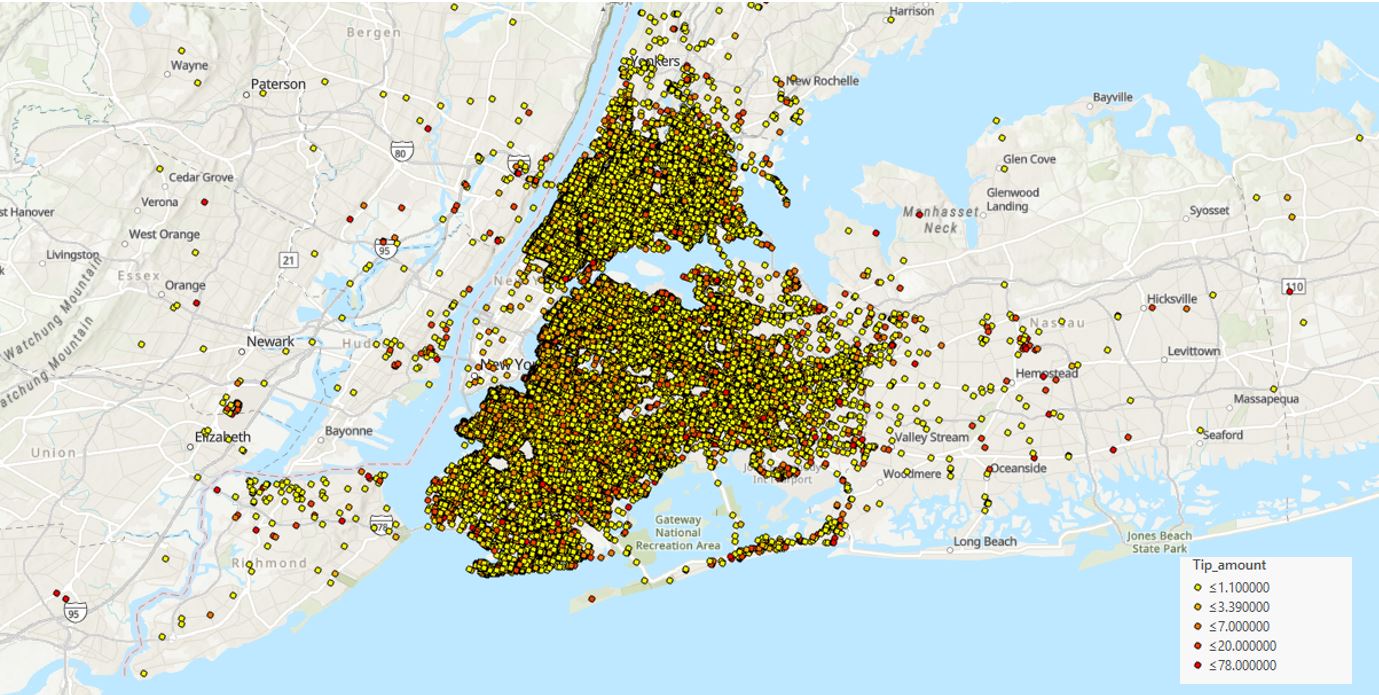 Harrison
Bergen
Wayne
Yonkers
Paterson
New Rochelle
Bayville
80
Glen Cove
Cedar Grove
Glenwood
Landing
Verona
Manhasset
Neck
Syosset
st Hanover
West Orange
95
21
Livingston
Essex
Orange
110
Hicksville
Nassau
Watchung Mountain
Newark
Hud
New Yo
Levittown
Hempstead
Watchung Mountain
Massapequa
Elizabeth
Bayonne
Valley Stream
Seaford
Union
Oceanside
Woodmere
Int Airport
Gateway
National
Recreation Area
78
Long Beach
Jones Beach
State Park
Richmond
95
Tip_amount
≤1.100000
≤3.390000
≤7.000000
≤20.000000
≤78.000000